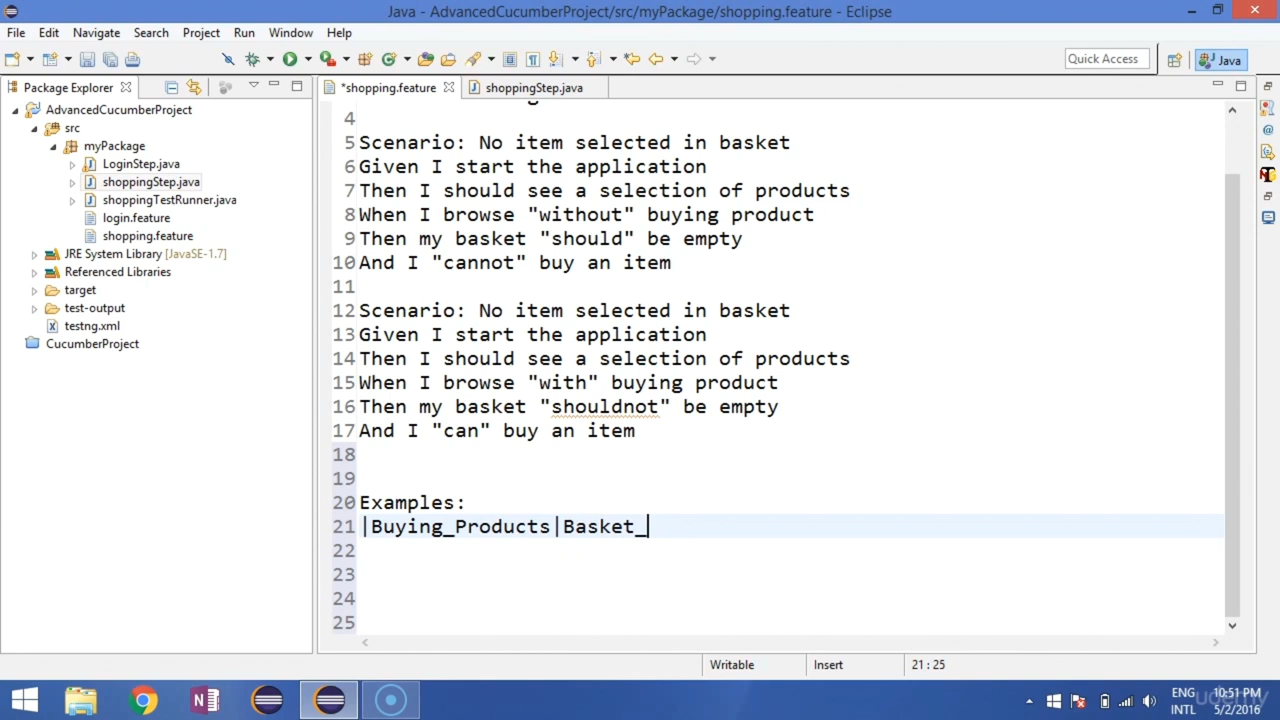 Java - AdvancedCucumberProject/src/myPackage/shopping.feature - Eclipse
File Edit Navigate Search Project Run Window Help
Quick Access
Java
Package Explorer
*shopping.feature
shoppingStep.java
AdvancedCucumberProject
src
myPackage
LoginStep.java
shoppingStep.java
shoppingTestRunner.java
login.feature
shopping.feature
JRE System Library [JavaSE-1.7]
Referenced Libraries
target
test-output
testng.xml
CucumberProject
4
5 Scenario: No item selected in basket
6 Given I start the application
7 Then I should see a selection of products
8 When I browse "without" buying product
9 Then my basket "should" be empty
10 And I "cannot" buy an item
11
12 Scenario: No item selected in basket
13 Given I start the application
14 Then I should see a selection of products
15 When I browse "with" buying product
16 Then my basket "shouldnot" be empty
17 And I "can" buy an item
18
19
20 Examples:
21 |Buying_Products|Basket_
22
23
24
25
Writable Insert 21 : 25
ENG 10:51 PM
INTL 5/2/2016
udemy